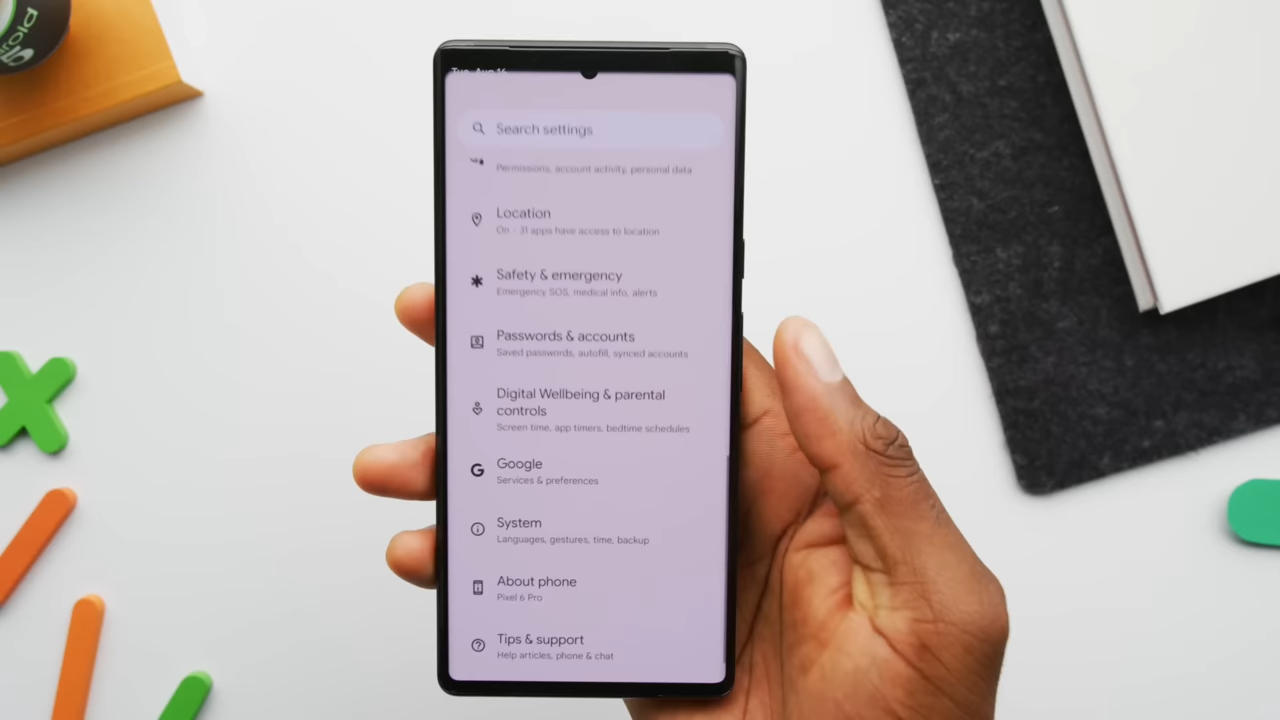 Tue, Aug 16
Search settings
Permissions, account activity, personal data
Location
On · 31 apps have access to location
Safety & emergency
Emergency SOS, medical info, alerts
Passwords & accounts
Saved passwords, autofill, synced accounts
Digital Wellbeing & parental
controls
Screen time, app timers, bedtime schedules
Google
Services & preferences
System
Languages, gestures, time, backup
About phone
Pixel 6 Pro
Tips & support
Help articles, phone & chat